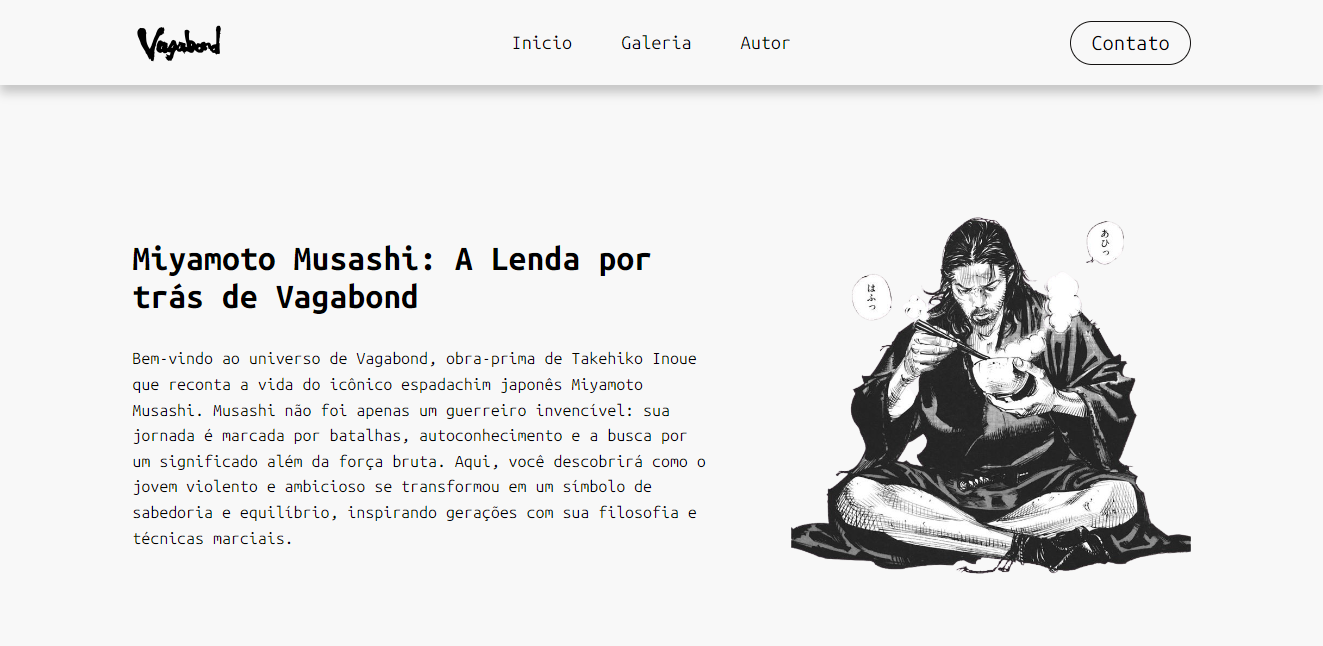 Vagabond
Inicio
Galeria
Autor
Contato
Miyamoto Musashi: A Lenda por
trás de Vagabond
Bem-vindo ao universo de Vagabond, obra-prima de Takehiko Inoue
que reconta a vida do icônico espadachim japonês Miyamoto
Musashi. Musashi não foi apenas um guerreiro invencível: sua
jornada é marcada por batalhas, autoconhecimento e a busca por
um significado além da força bruta. Aqui, você descobrirá como o
jovem violento e ambicioso se transformou em um símbolo de
sabedoria e equilíbrio, inspirando gerações com sua filosofia e
técnicas marciais.
あひっ
はふっ